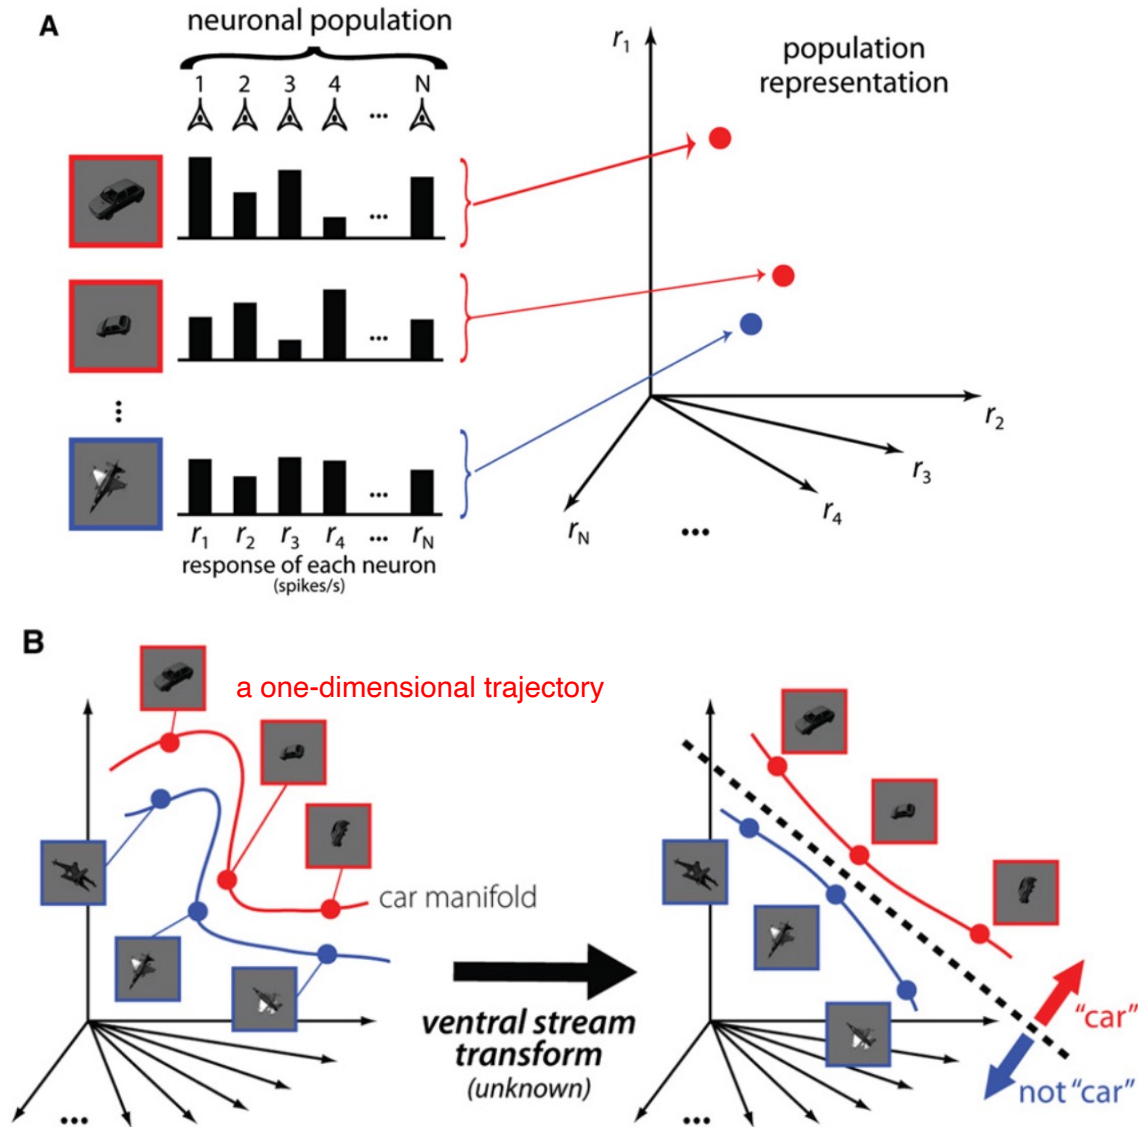 A
neuronal population
1 2 3 4 ... N
r1
population
representation
...
...
...
r2
r3
r4
rN
...
...
r1 r2 r3 r4 ... rN
response of each neuron
(spikes/s)
B
a one-dimensional trajectory
car manifold
ventral stream
transform
(unknown)
"car"
not "car"
...
...